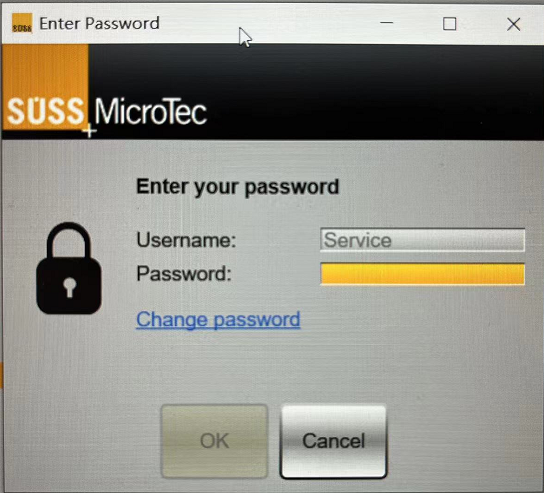 SUSS Enter Password
SÜSS MicroTec
Enter your password
Username: Service
Password:
Change password
OK Cancel